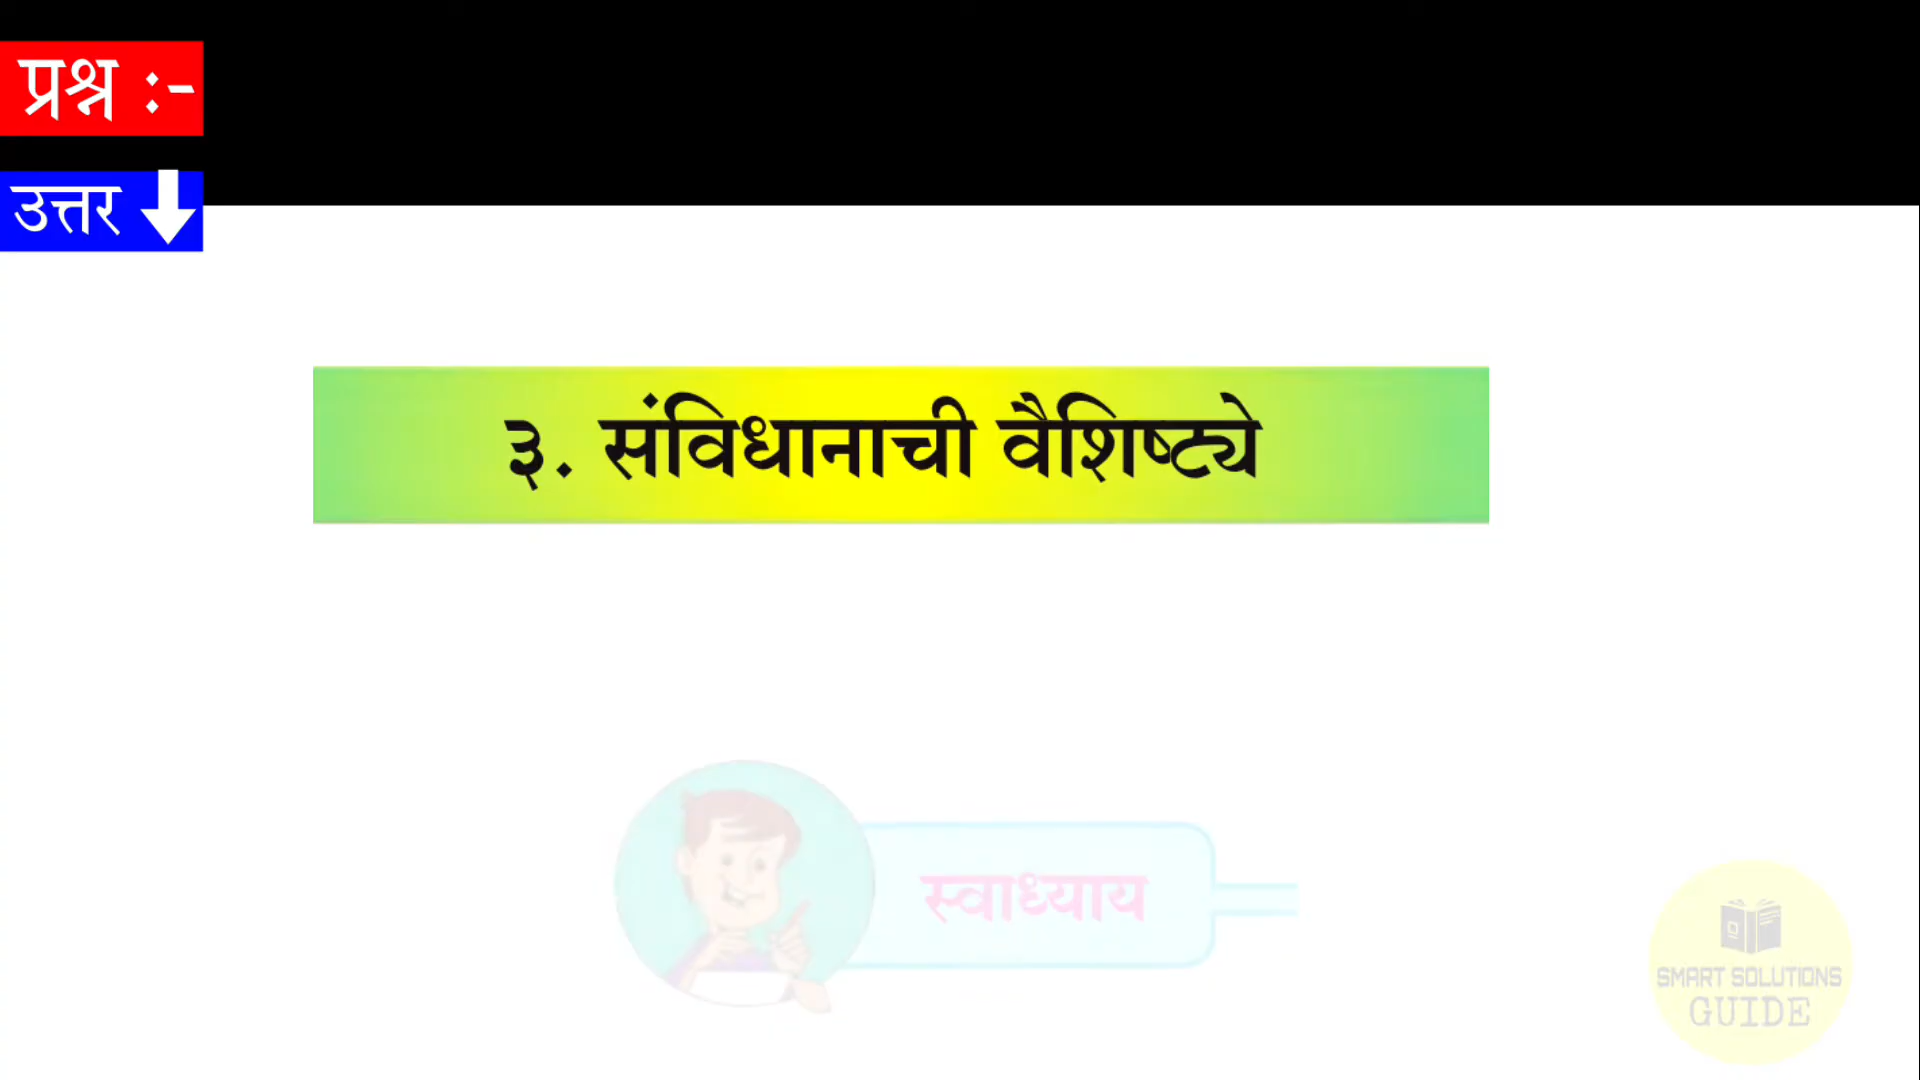 प्रश्न :-
उत्तर
३. संविधानाची वैशिष्ट्ये
स्वाध्याय
SMART SOLUTIONS
GUIDE